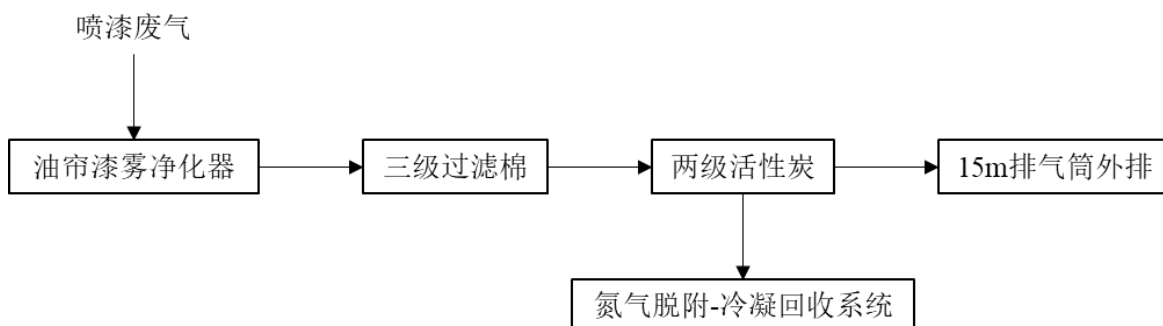 喷漆废气
油帘漆雾净化器
三级过滤棉
两级活性炭
15m排气筒外排
氮气脱附-冷凝回收系统